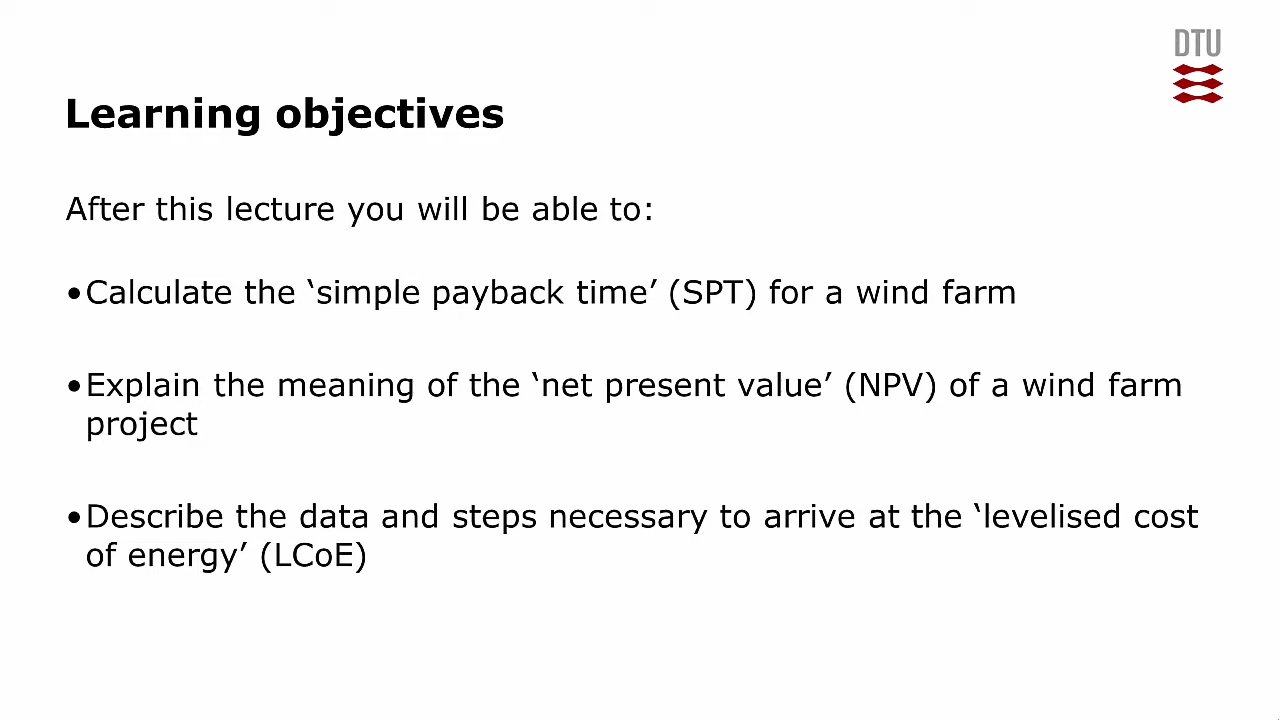 DTU
Learning objectives
After this lecture you will be able to:
•Calculate the ‘simple payback time’ (SPT) for a wind farm
•Explain the meaning of the ‘net present value’ (NPV) of a wind farm
project
•Describe the data and steps necessary to arrive at the ‘levelised cost
of energy’ (LCoE)